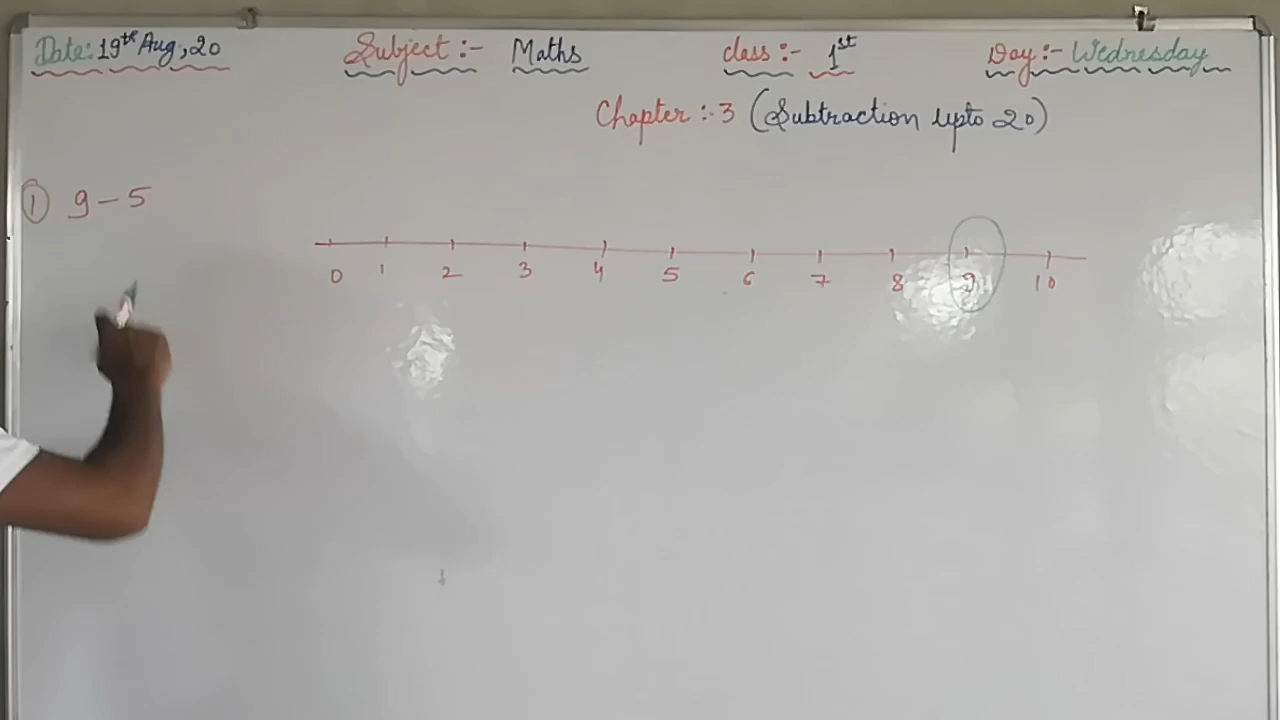 Date: 19th Aug, 20 Subject :- Maths class :- 1st Day :- Wednesday
Chapter :- 3 (Subtraction upto 20)
① 9 - 5
0 1 2 3 4 5 6 7 8 9 10